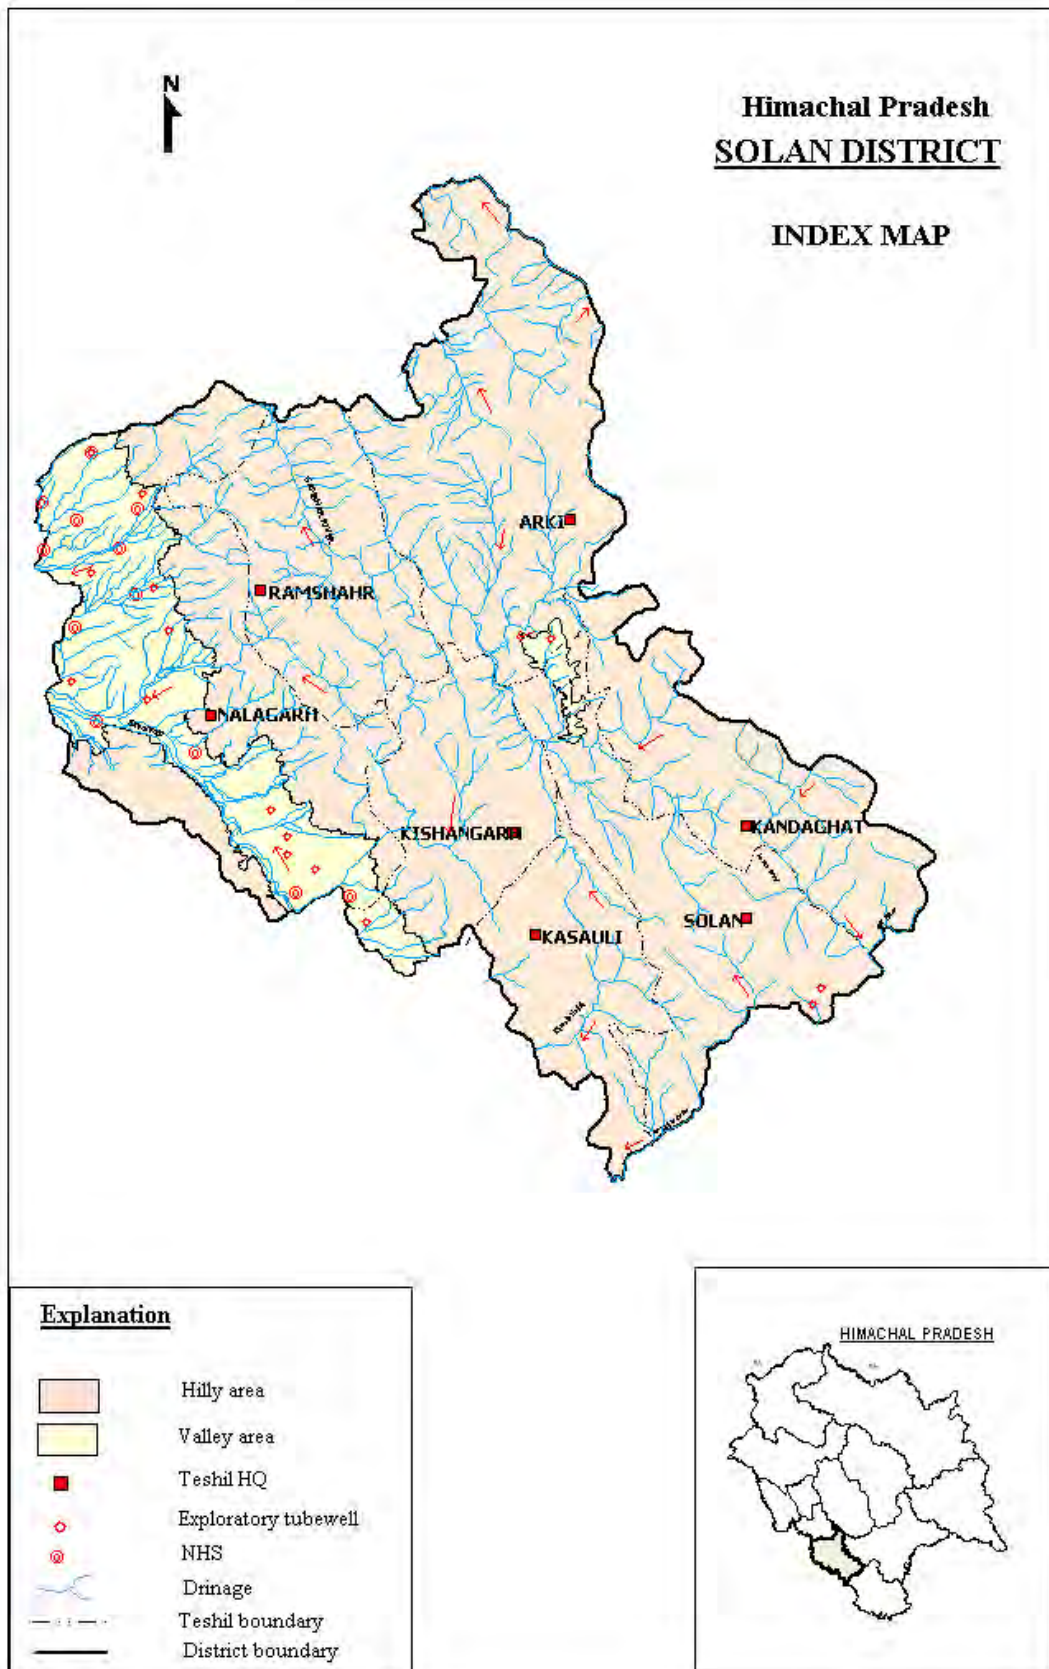 N
Himachal Pradesh
SOLAN DISTRICT
INDEX MAP
ARKI
RAMSHAHR
NALAGARH
KISHANGARH
KANDAGHAT
SOLAN
KASAULI
Explanation
Hilly area
Valley area
Teshil HQ
Exploratory tubewell
NHS
Drinage
Teshil boundary
District boundary
HIMACHAL PRADESH